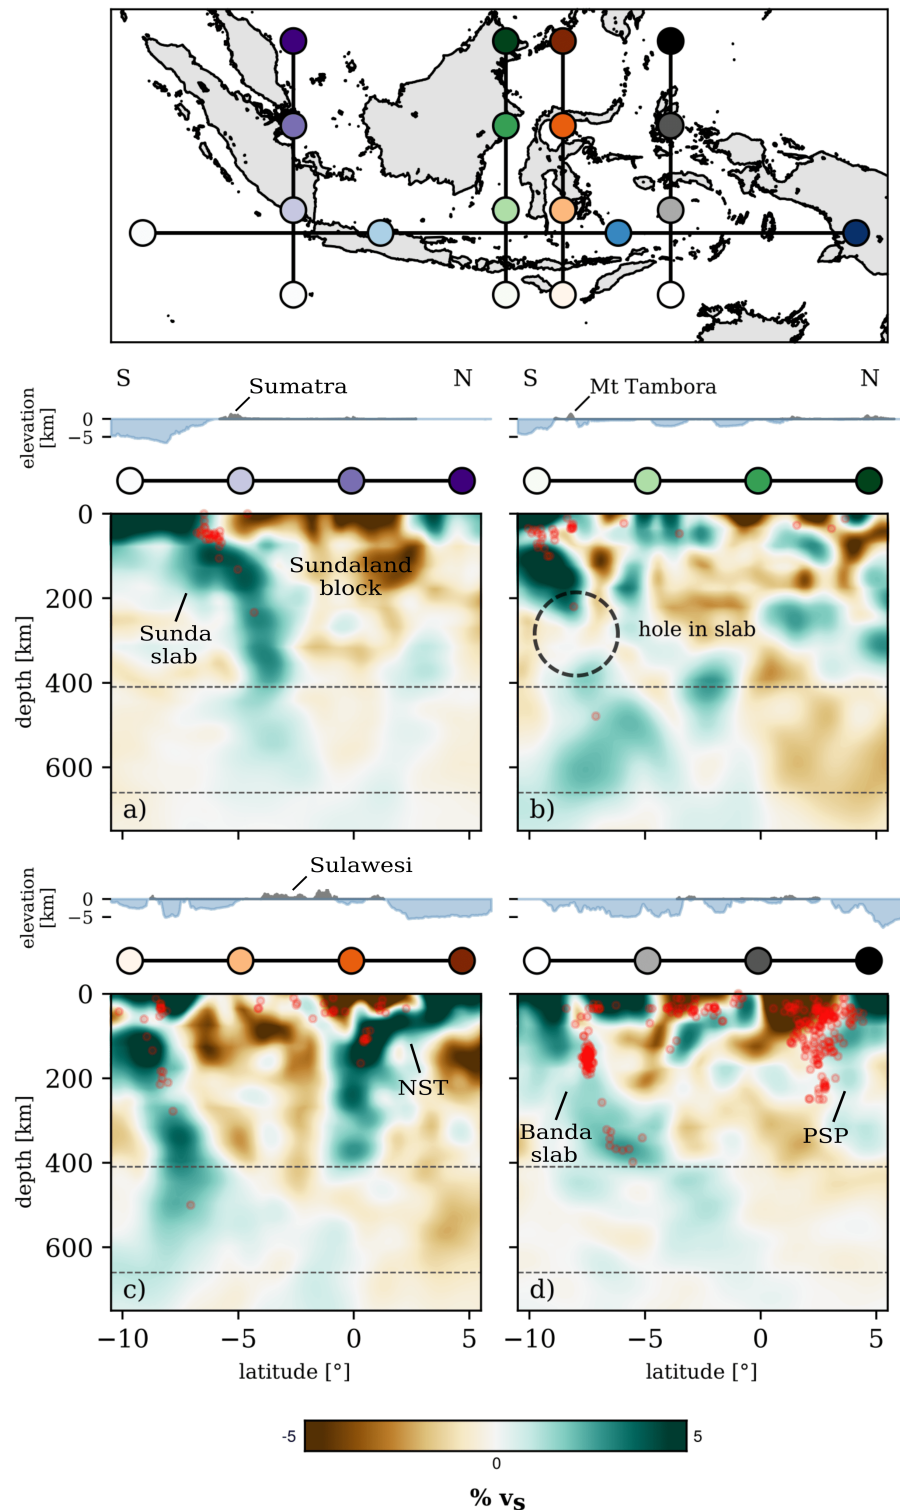 S
N
S
N
Sumatra
Mt Tambora
elevation
[km]
0
−5
0
200
400
600
depth [km]
Sundaland
block
Sunda
slab
hole in slab
a)
b)
Sulawesi
elevation
[km]
0
−5
0
200
400
600
depth [km]
NST
Banda
slab
PSP
c)
d)
−10
−5
0
5
−10
−5
0
5
latitude [°]
latitude [°]
-5
5
0
% vs